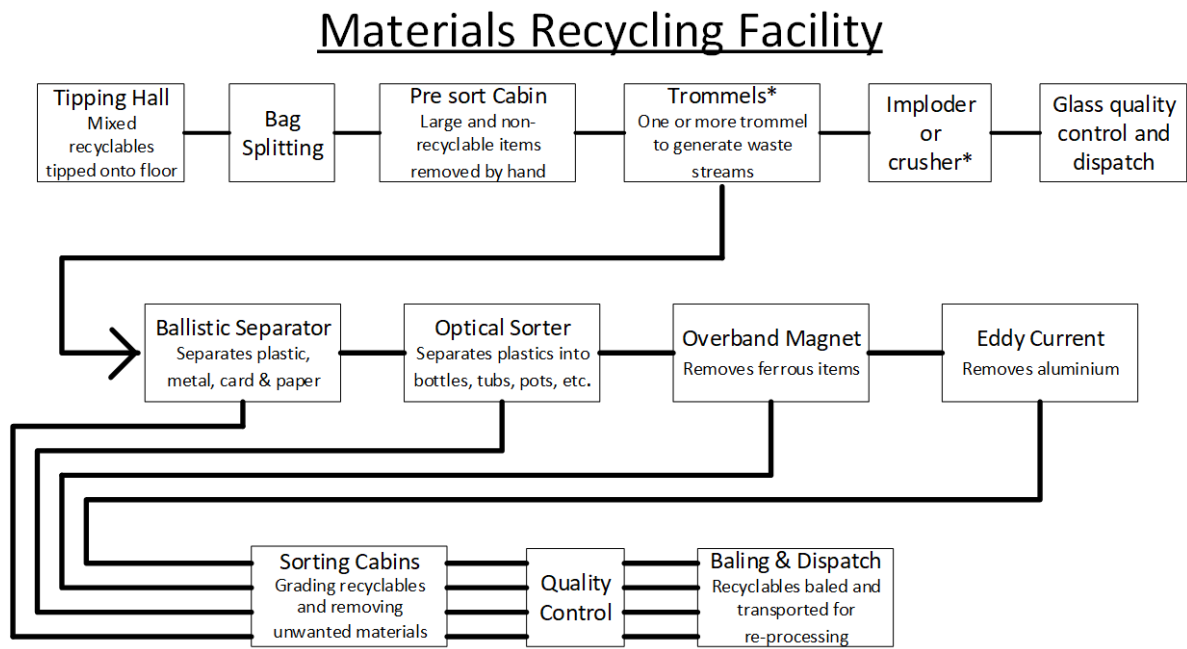 Materials Recycling Facility
Tipping Hall
Mixed
recyclables
tipped onto floor
Bag
Splitting
Pre sort Cabin
Large and non-
recyclable items
removed by hand
Trommels*
One or more trommel
to generate waste
streams
Imploder
or
crusher*
Glass quality
control and
dispatch
Ballistic Separator
Separates plastic,
metal, card & paper
Optical Sorter
Separates plastics into
bottles, tubs, pots, etc.
Overband Magnet
Removes ferrous items
Eddy Current
Removes aluminium
Sorting Cabins
Grading recyclables
and removing
unwanted materials
Quality
Control
Baling & Dispatch
Recyclables baled and
transported for
re-processing